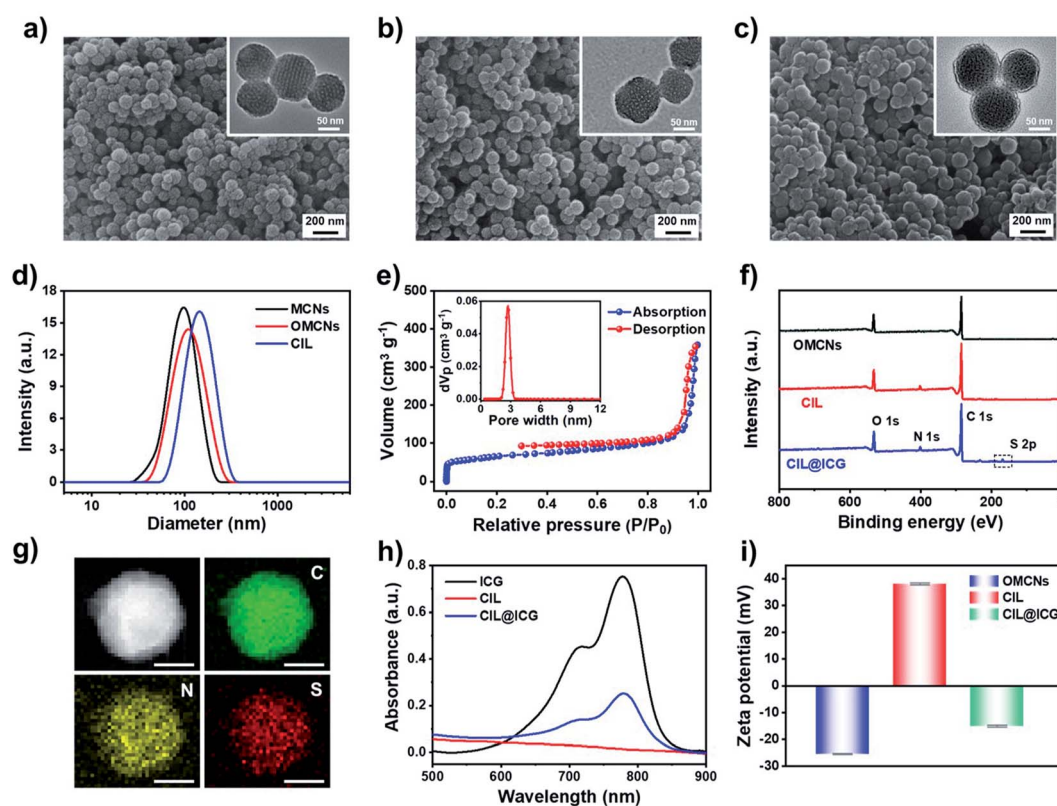 a)
50 nm
200 nm
b)
50 nm
200 nm
c)
50 nm
200 nm
d)
Intensity (a.u.)
18
15
12
9
6
3
0
MCNs
OMCNs
CIL
10
100
1000
Diameter (nm)
e)
Volume (cm³ g⁻¹)
500
400
300
200
100
0
dVp (cm³ g⁻¹)
0.06
0.04
0.02
0.00
0 3 6 9 12
Pore width (nm)
Absorption
Desorption
0.0 0.2 0.4 0.6 0.8 1.0
Relative pressure (P/P₀)
f)
Intensity (a.u.)
OMCNs
CIL
O 1s
N 1s
C 1s
S 2p
CIL@ICG
800 600 400 200 0
Binding energy (eV)
g)
C
N
S
h)
Absorbance (a.u.)
0.8
0.6
0.4
0.2
0.0
ICG
CIL
CIL@ICG
500 600 700 800 900
Wavelength (nm)
i)
Zeta potential (mV)
40
30
20
10
0
-10
-20
-30
OMCNs
CIL
CIL@ICG